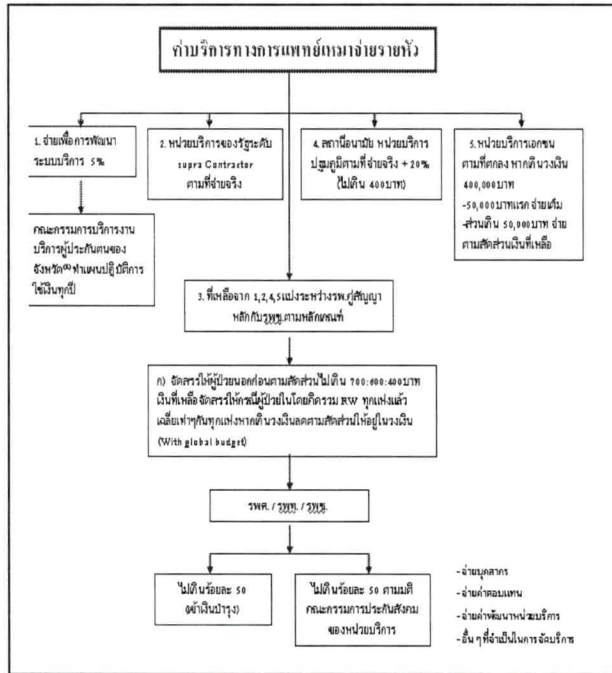 ค่าบริการทางการแพทย์เหมาจ่ายรายหัว
1. จ่ายเพื่อการพัฒนา
ระบบบริการ 5%
2. หน่วยบริการของรัฐระดับ
supra Contractor
ตามที่จ่ายจริง
4. สถานีอนามัย หน่วยบริการ
ปฐมภูมิตามที่จ่ายจริง + 20%
(ไม่เกิน 400บาท)
5. หน่วยบริการเอกชน
ตามที่ตกลง หากเกินวงเงิน
400,000บาท
-50,000บาทแรก จ่ายเต็ม
-ส่วนเกิน 50,000บาท จ่าย
ตามสัดส่วนเงินที่เหลือ
คณะกรรมการบริการงาน
บริการผู้ประกันตนของ
จังหวัด ทำแผนปฏิบัติการ
ใช้เงินทุกปี
3. ที่เหลือจาก 1,2,4,5แบ่งระหว่างรพ.คู่สัญญา
หลักกับรพช.ตามหลักเกณฑ์
ก) จัดสรรให้ผู้ป่วยนอกก่อนตามสัดส่วนไม่เกิน 700:600:400บาท
เงินที่เหลือจัดสรรให้กรณีผู้ป่วยในโดยคิดรวม RW ทุกแห่งแล้ว
เฉลี่ยเท่าๆกันทุกแห่งหากเกินวงเงินลดตามสัดส่วนให้อยู่ในวงเงิน
(With global budget)
รพศ. / รพท. / รพช.
ไม่เกินร้อยละ 50
(เข้าเงินบำรุง)
ไม่เกินร้อยละ 50 ตามมติ
คณะกรรมการประกันสังคม
ของหน่วยบริการ
-จ่ายบุคลากร
-จ่ายค่าตอบแทน
-จ่ายค่าพัฒนาหน่วยบริการ
-อื่น ๆ ที่จำเป็นในการจัดบริการ